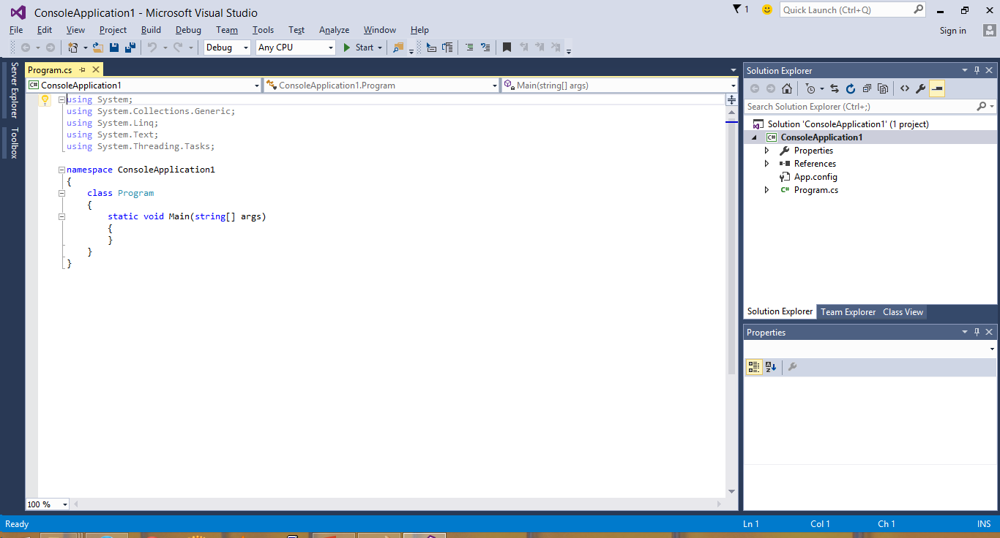 ConsoleApplication1 - Microsoft Visual Studio
1
Quick Launch (Ctrl+Q)
File Edit View Project Build Debug Team Tools Test Analyze Window Help
Sign in
Debug Any CPU Start
Server Explorer
Toolbox
Program.cs
C# ConsoleApplication1 ConsoleApplication1.Program Main(string[] args)
using System;
using System.Collections.Generic;
using System.Linq;
using System.Text;
using System.Threading.Tasks;
namespace ConsoleApplication1
{
class Program
{
static void Main(string[] args)
{
}
}
}
100 %
Solution Explorer
Search Solution Explorer (Ctrl+;)
Solution 'ConsoleApplication1' (1 project)
C# ConsoleApplication1
Properties
References
App.config
C# Program.cs
Solution Explorer Team Explorer Class View
Properties
Ready Ln 1 Col 1 Ch 1 INS